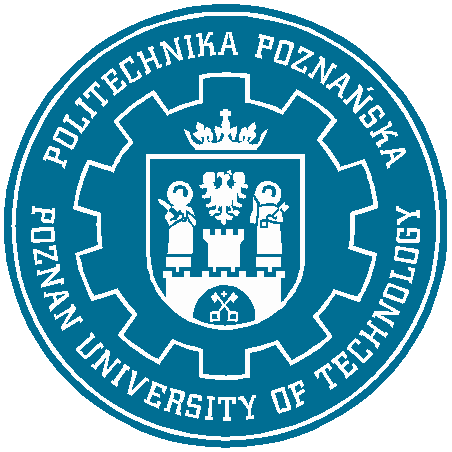 POLITECHNIKA POZNAŃSKA
POZNAN UNIVERSITY OF TECHNOLOGY